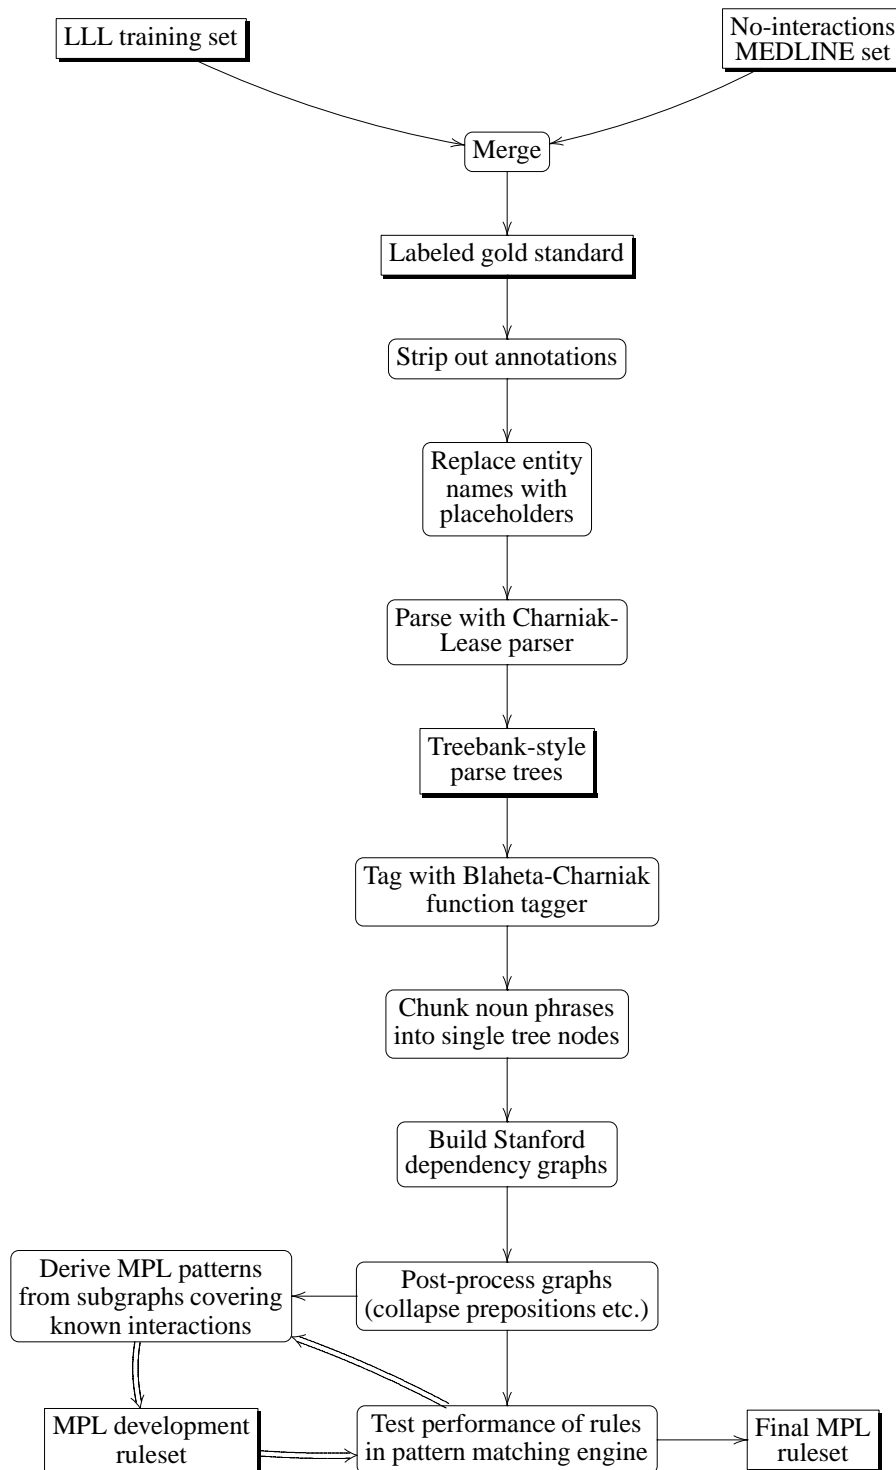 LLL training set
No-interactions
MEDLINE set
Merge
Labeled gold standard
Strip out annotations
Replace entity
names with
placeholders
Parse with Charniak-
Lease parser
Treebank-style
parse trees
Tag with Blaheta-Charniak
function tagger
Chunk noun phrases
into single tree nodes
Build Stanford
dependency graphs
Derive MPL patterns
from subgraphs covering
known interactions
Post-process graphs
(collapse prepositions etc.)
MPL development
ruleset
Test performance of rules
in pattern matching engine
Final MPL
ruleset